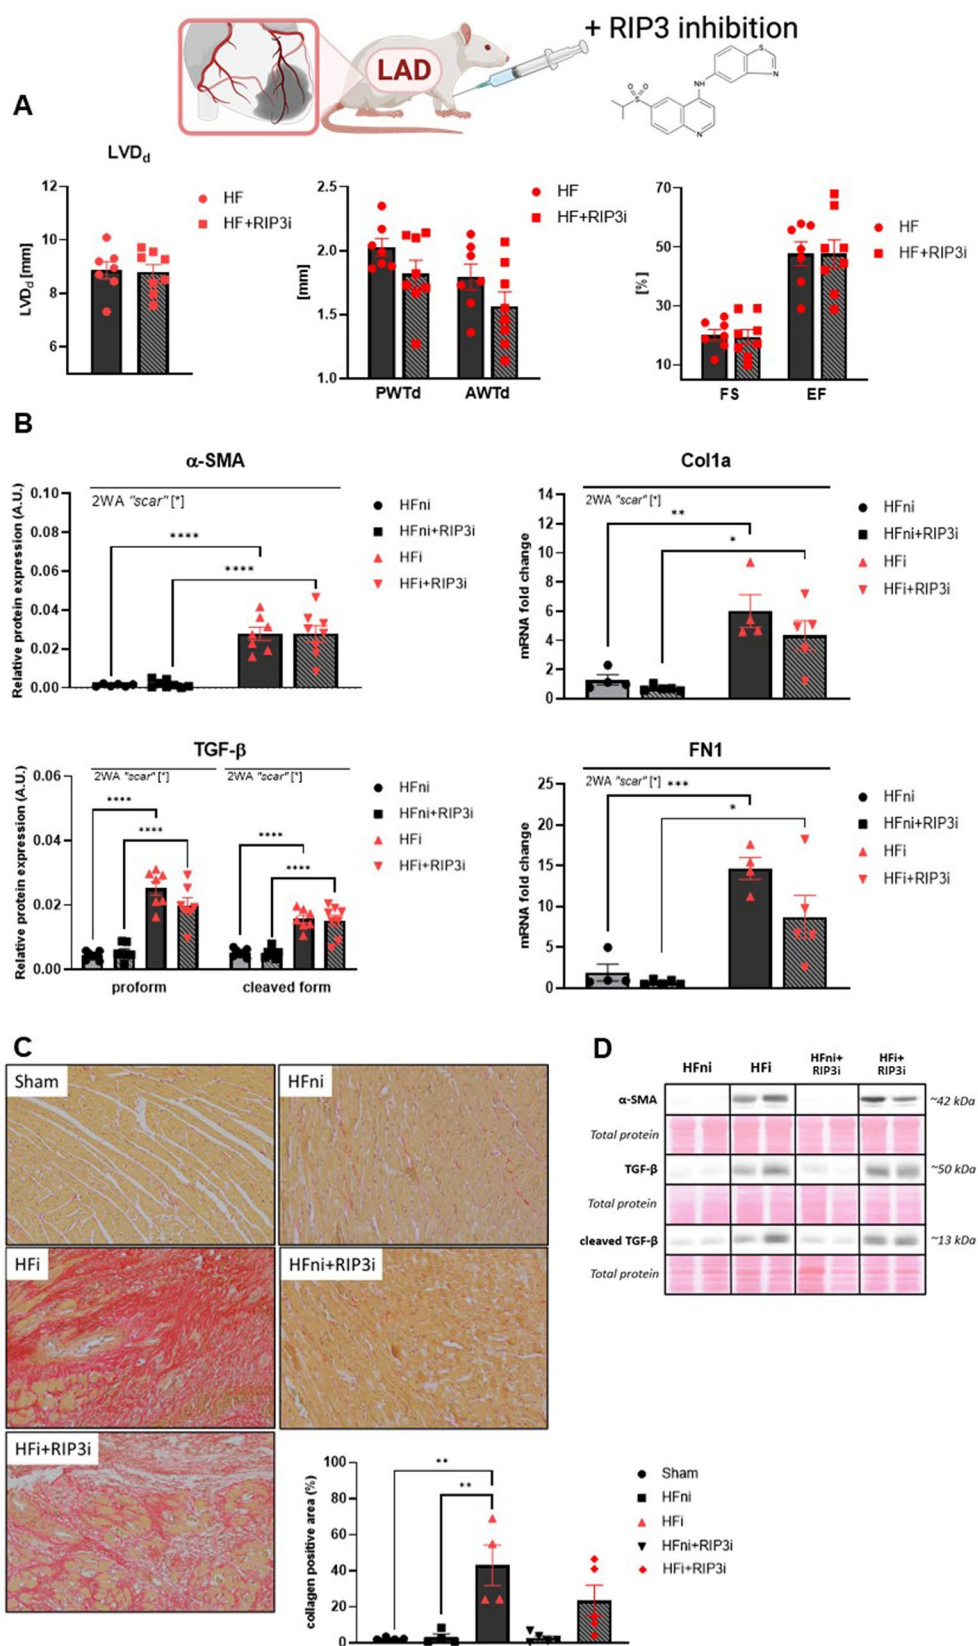 + RIP3 inhibition
LAD
S
N
NH
O O
S
N
A
LVDd
LVDd [mm]
12
10
8
6
HF
HF+RIP3i
[mm]
2.5
2.0
1.5
1.0
PWTd AWTd
HF
HF+RIP3i
[%]
70
50
30
10
FS EF
HF
HF+RIP3i
B
α-SMA
Relative protein expression (A.U.)
0.10
0.08
0.06
0.04
0.02
0.00
2WA "scar" [*]
****
****
HFni
HFni+RIP3i
HFi
HFi+RIP3i
Col1a
mRNA fold change
14
12
10
8
6
4
2
0
2WA "scar" [*]
**
*
HFni
HFni+RIP3i
HFi
HFi+RIP3i
TGF-β
Relative protein expression (A.U.)
0.06
0.04
0.02
0.00
2WA "scar" [*] 2WA "scar" [*]
****
****
****
****
proform cleaved form
HFni
HFni+RIP3i
HFi
HFi+RIP3i
FN1
mRNA fold change
25
20
15
10
5
0
2WA "scar" [*] ***
*
HFni
HFni+RIP3i
HFi
HFi+RIP3i
C
Sham
HFni
HFi
HFni+RIP3i
HFi+RIP3i
collagen positive area (%)
100
80
60
40
20
0
**
**
Sham
HFni
HFi
HFni+RIP3i
HFi+RIP3i
D
HFni HFi HFni+ HFi+
RIP3i RIP3i
α-SMA ~42 kDa
Total protein
TGF-β ~50 kDa
Total protein
cleaved TGF-β ~13 kDa
Total protein